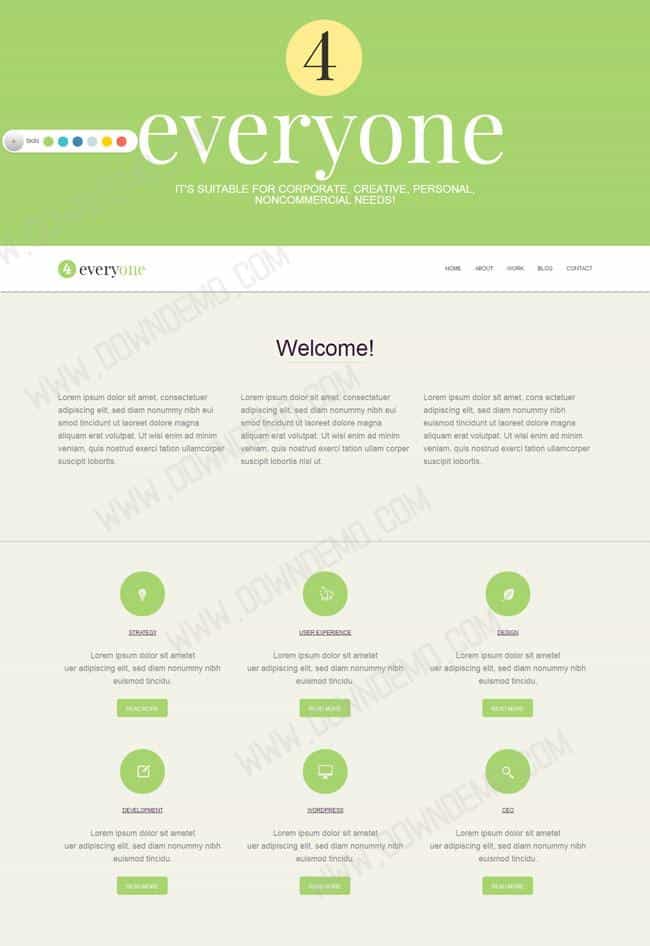 4
everyone
SKIN
IT'S SUITABLE FOR CORPORATE, CREATIVE, PERSONAL,
NONCOMMERCIAL NEEDS!
4 everyone
HOME ABOUT WORK BLOG CONTACT
Welcome!
Lorem ipsum dolor sit amet, consectetuer
adipiscing elit, sed diam nonummy nibh eui
smod tincidunt ut laoreet dolore magna
aliquam erat volutpat. Ut wisi enim ad minim
veniam, quis nostrud exerci tation ullamcorper
suscipit lobortis.
Lorem ipsum dolor sit amet, consectetuer
adipiscing elit, sed diam nonummy nibh eui
smod tincidunt ut laoreet dolore magna
aliquam erat volutpat. Ut wisi enim ad minim
veniam, quis nostrud exerci tation ullamcorper
suscipit lobortis nisl ut.
Lorem ipsum dolor sit amet, cons ectetuer
adipiscing elit, sed diam nonummy nibh
euismod tincidunt ut laoreet dolore magna
aliquam erat volutpat. Ut wisi enim ad minim
veniam, quis nostrud exerci tation ullamcorper
suscipit lobortis.
STRATEGY
Lorem ipsum dolor sit ametet
uer adipiscing elit, sed diam nonummy nibh
euismod tincidu.
READ MORE
USER EXPERIENCE
Lorem ipsum dolor sit ametet
uer adipiscing elit, sed diam nonummy nibh
euismod tincidu.
READ MORE
DESIGN
Lorem ipsum dolor sit ametet
uer adipiscing elit, sed diam nonummy nibh
euismod tincidu.
READ MORE
DEVELOPMENT
Lorem ipsum dolor sit ametet
uer adipiscing elit, sed diam nonummy nibh
euismod tincidu.
READ MORE
WORDPRESS
Lorem ipsum dolor sit ametet
uer adipiscing elit, sed diam nonummy nibh
euismod tincidu.
READ MORE
CEO
Lorem ipsum dolor sit ametet
uer adipiscing elit, sed diam nonummy nibh
euismod tincidu.
READ MORE
WWW.DOWNDEMO.COM
WWW.DOWNDEMO.COM
WWW.DOWNDEMO.COM
WWW.DOWNDEMO.COM
WWW.DOWNDEMO.COM